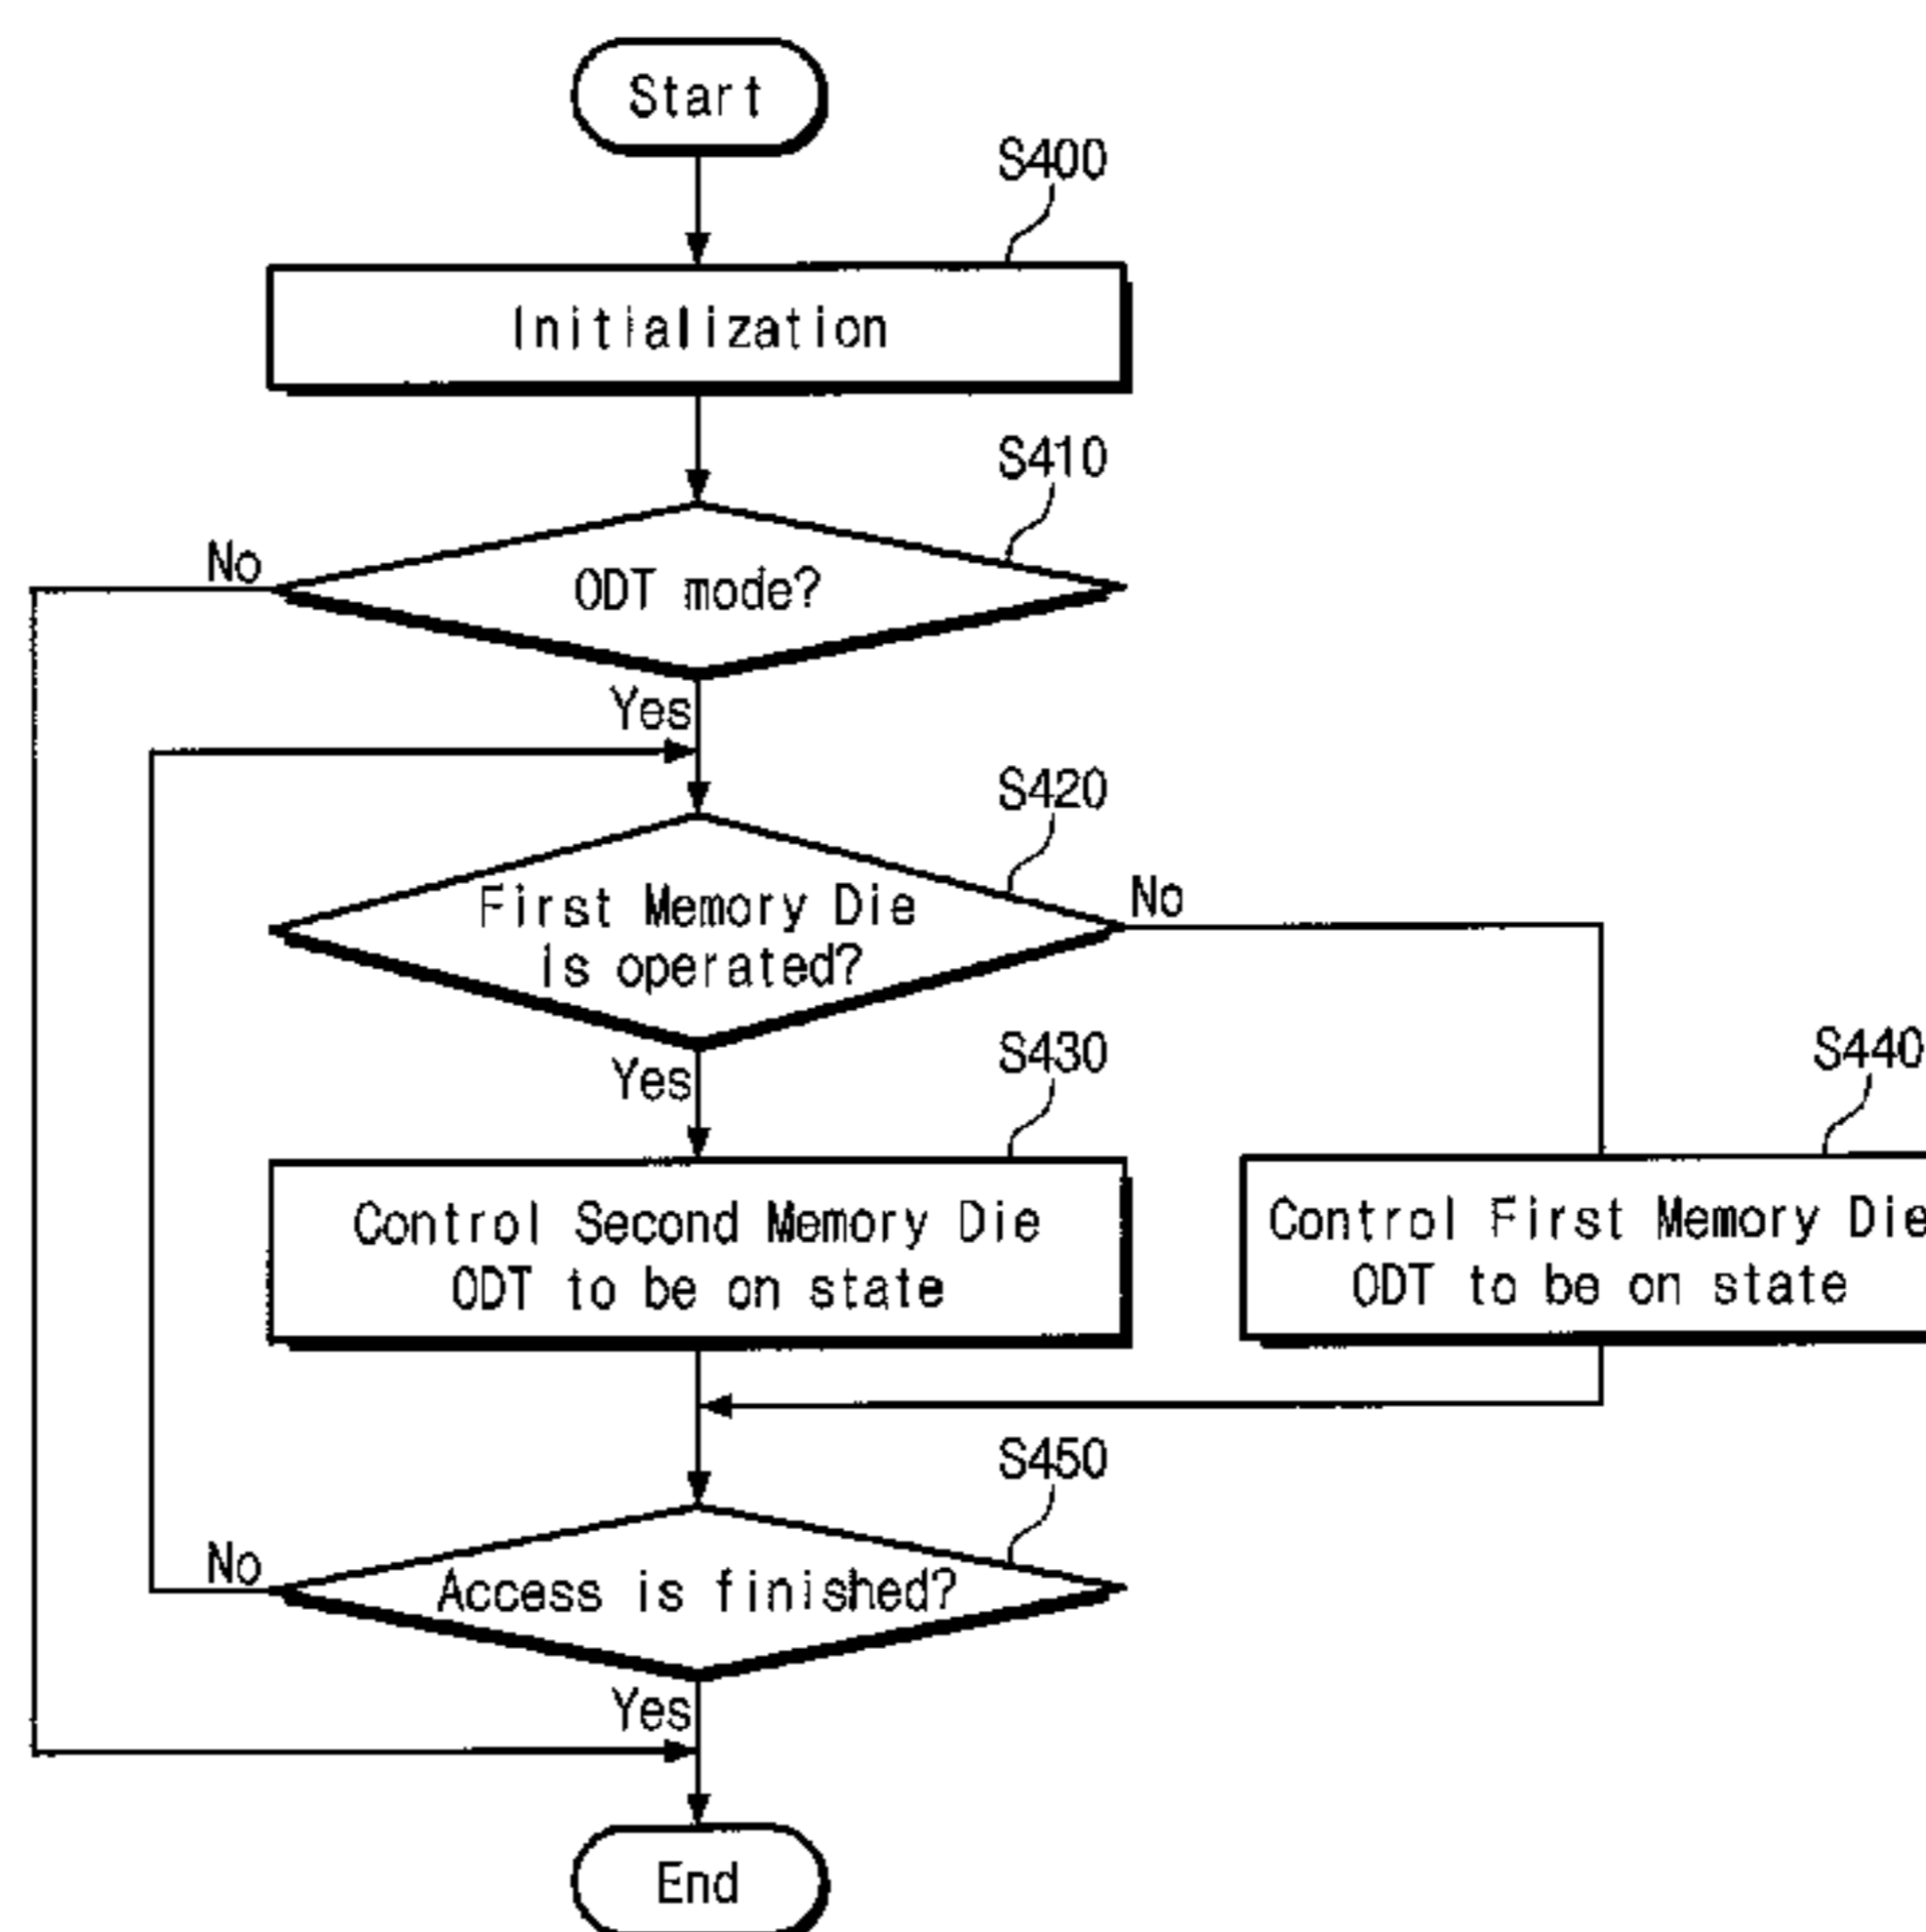 Start
S400
Initialization
S410
No
ODT mode?
Yes
S420
First Memory Die
is operated?
No
Yes
S430
S440
Control Second Memory Die
ODT to be on state
Control First Memory Die
ODT to be on state
S450
No
Access is finished?
Yes
End